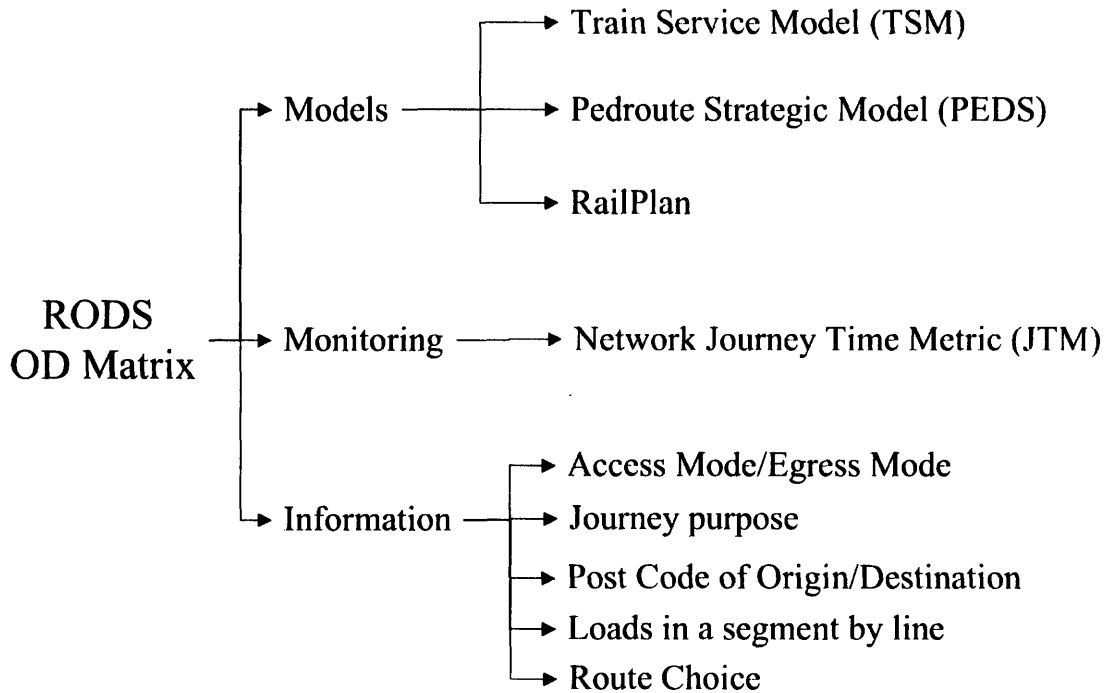 Train Service Model (TSM)
Models
Pedroute Strategic Model (PEDS)
RailPlan
RODS
OD Matrix
Monitoring
Network Journey Time Metric (JTM)
Access Mode/Egress Mode
Information
Journey purpose
Post Code of Origin/Destination
Loads in a segment by line
Route Choice